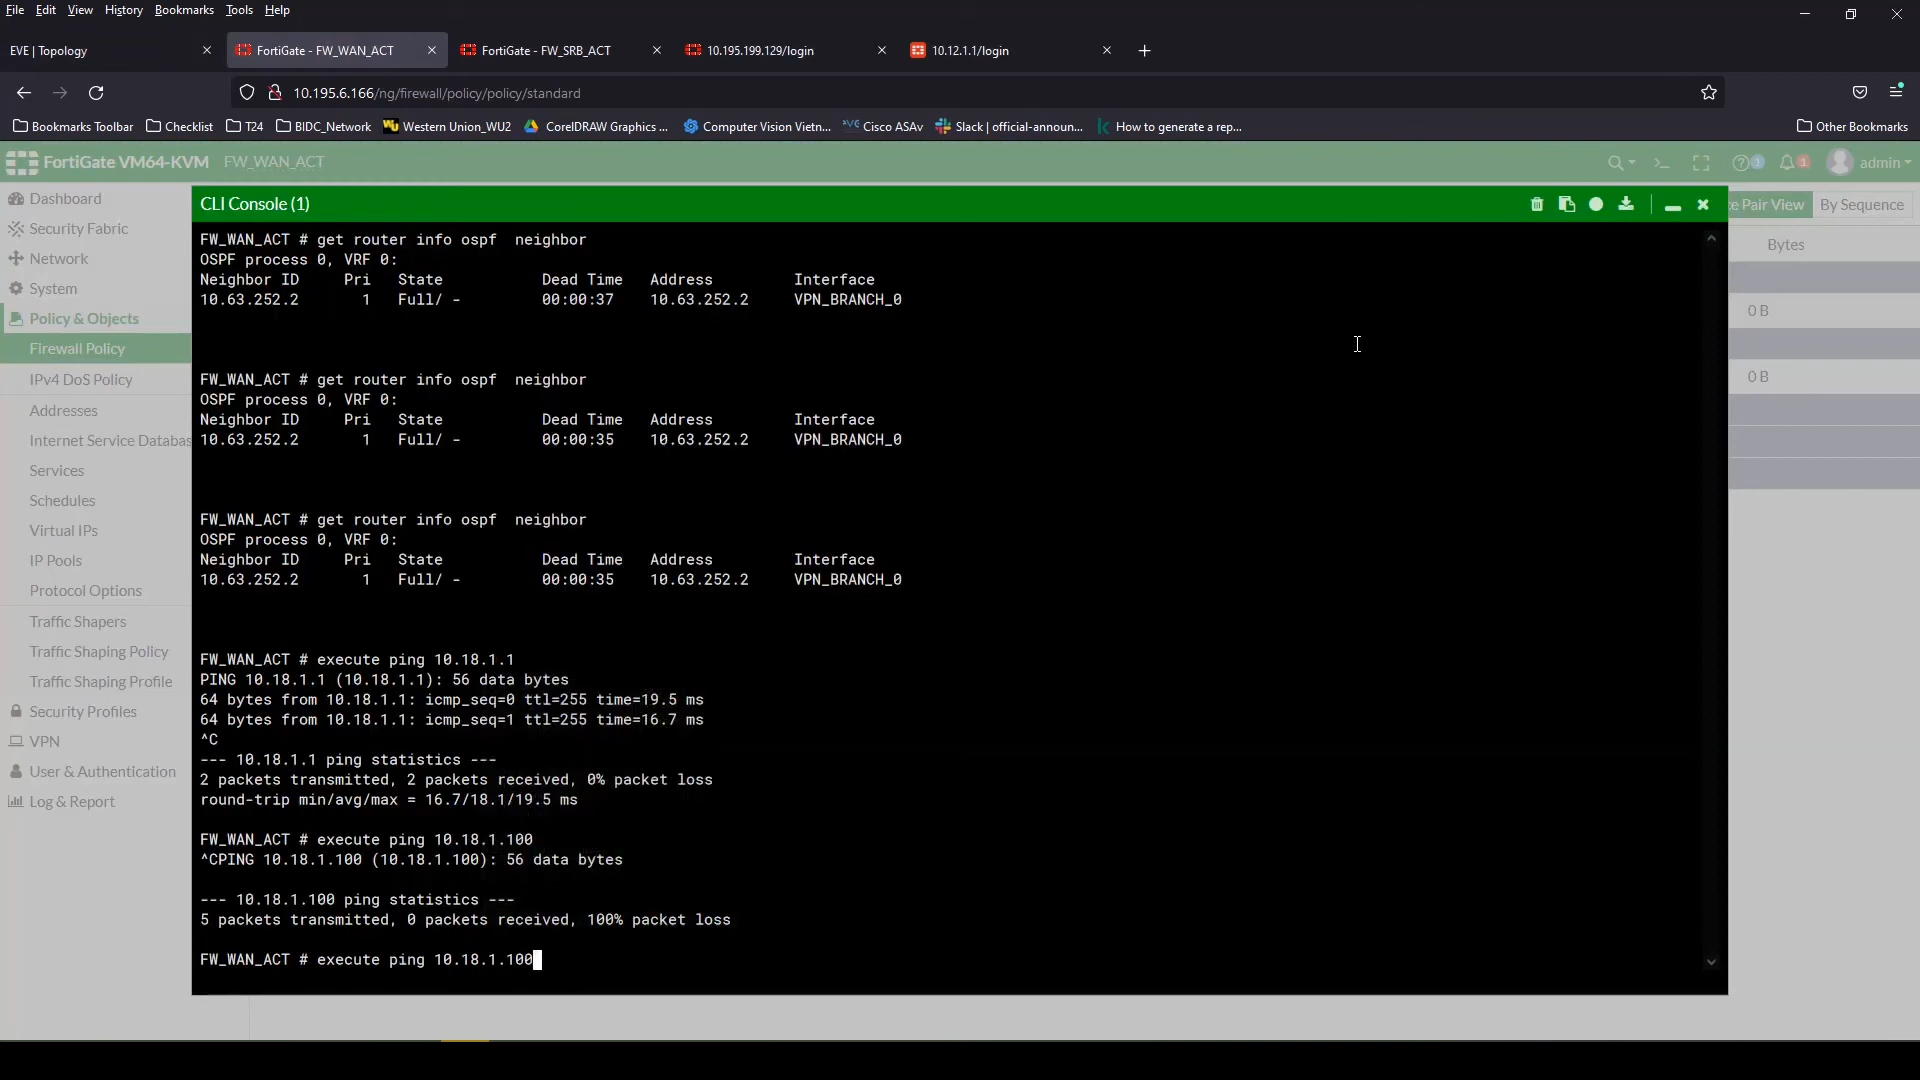 File Edit View History Bookmarks Tools Help
EVE | Topology
FortiGate - FW_WAN_ACT
FortiGate - FW_SRB_ACT
10.195.199.129/login
10.12.1.1/login
10.195.6.166/ng/firewall/policy/policy/standard
Bookmarks Toolbar Checklist T24 BIDC_Network Western Union_WU2 CorelDRAW Graphics ... Computer Vision Vietn... Cisco ASAv Slack | official-announ... How to generate a rep... Other Bookmarks
FortiGate VM64-KVM FW_WAN_ACT 1 1 admin
Dashboard
Security Fabric
Network
System
Policy & Objects
Firewall Policy
IPv4 DoS Policy
Addresses
Internet Service Databas
Services
Schedules
Virtual IPs
IP Pools
Protocol Options
Traffic Shapers
Traffic Shaping Policy
Traffic Shaping Profile
Security Profiles
VPN
User & Authentication
Log & Report
CLI Console (1)
FW_WAN_ACT # get router info ospf  neighbor
OSPF process 0, VRF 0:
Neighbor ID     Pri   State           Dead Time   Address         Interface
10.63.252.2       1   Full/ -         00:00:37    10.63.252.2     VPN_BRANCH_0
FW_WAN_ACT # get router info ospf  neighbor
OSPF process 0, VRF 0:
Neighbor ID     Pri   State           Dead Time   Address         Interface
10.63.252.2       1   Full/ -         00:00:35    10.63.252.2     VPN_BRANCH_0
FW_WAN_ACT # get router info ospf  neighbor
OSPF process 0, VRF 0:
Neighbor ID     Pri   State           Dead Time   Address         Interface
10.63.252.2       1   Full/ -         00:00:35    10.63.252.2     VPN_BRANCH_0
FW_WAN_ACT # execute ping 10.18.1.1
PING 10.18.1.1 (10.18.1.1): 56 data bytes
64 bytes from 10.18.1.1: icmp_seq=0 ttl=255 time=19.5 ms
64 bytes from 10.18.1.1: icmp_seq=1 ttl=255 time=16.7 ms
^C
--- 10.18.1.1 ping statistics ---
2 packets transmitted, 2 packets received, 0% packet loss
round-trip min/avg/max = 16.7/18.1/19.5 ms
FW_WAN_ACT # execute ping 10.18.1.100
^CPING 10.18.1.100 (10.18.1.100): 56 data bytes
--- 10.18.1.100 ping statistics ---
5 packets transmitted, 0 packets received, 100% packet loss
FW_WAN_ACT # execute ping 10.18.1.100
e Pair View By Sequence
Bytes
0 B
0 B